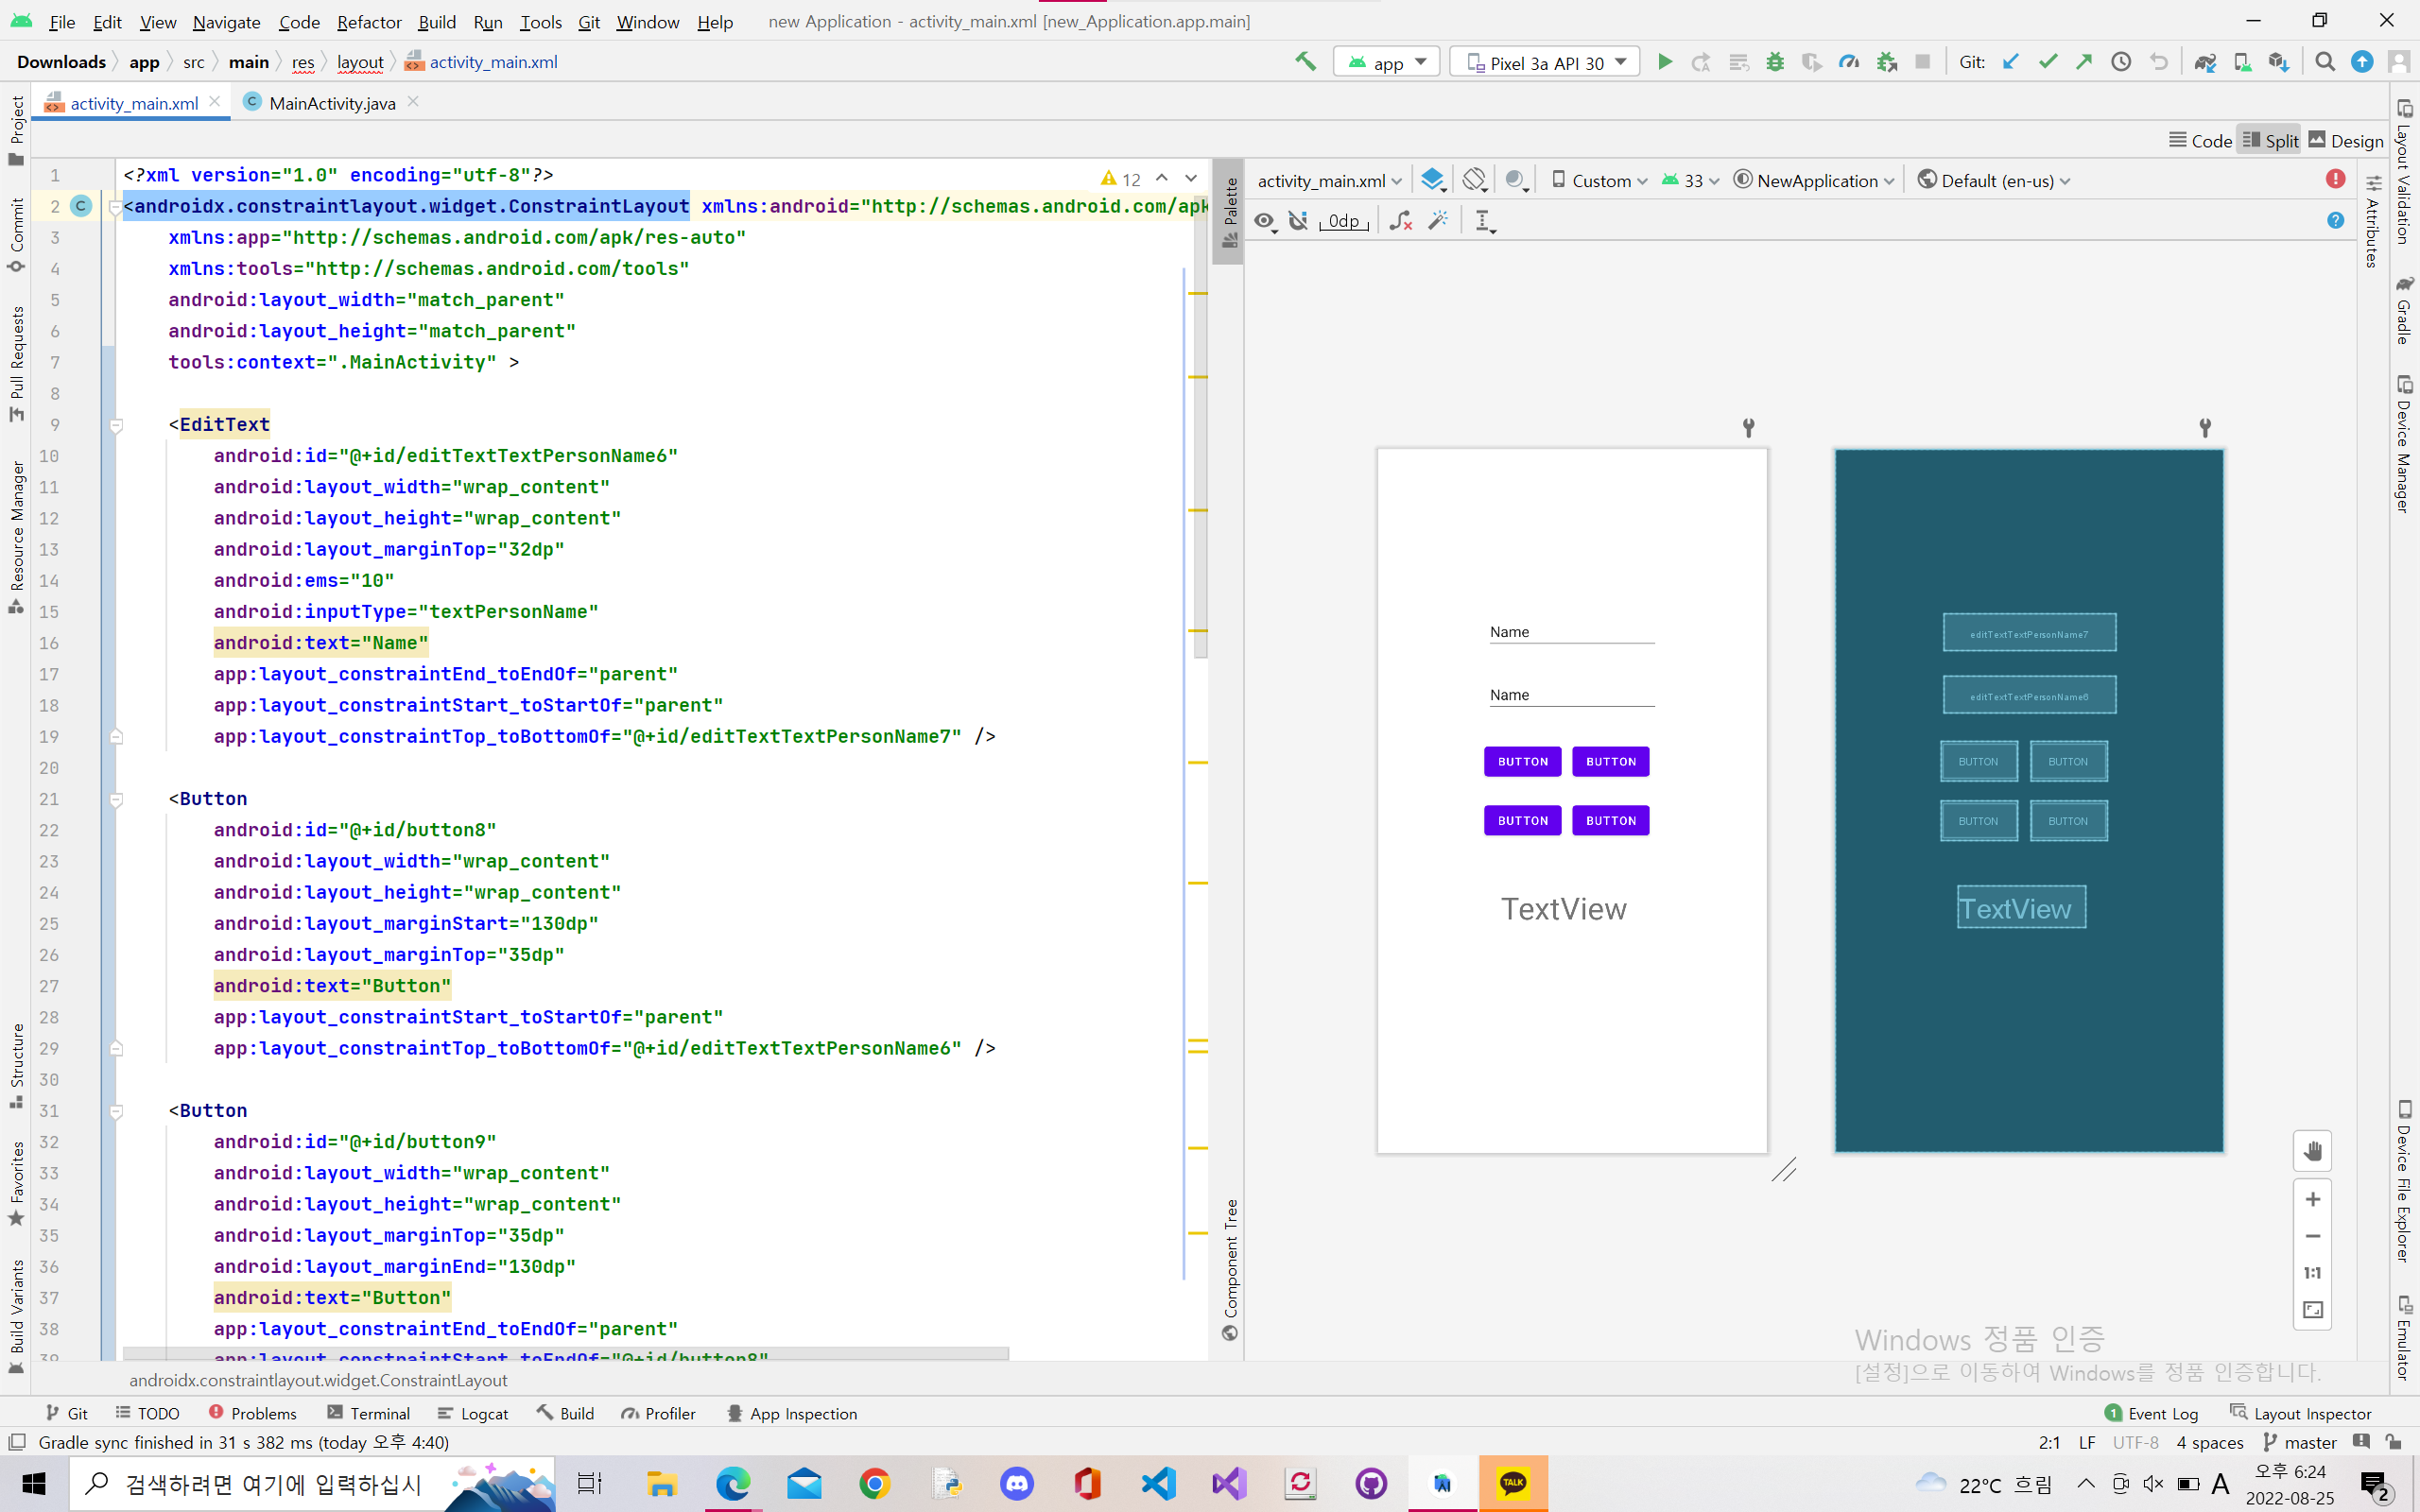 File Edit View Navigate Code Refactor Build Run Tools Git Window Help new Application - activity_main.xml [new_Application.app.main]
Downloads app src main res layout activity_main.xml app Pixel 3a API 30 Git:
activity_main.xml MainActivity.java
Code Split Design
Project
Commit
Pull Requests
Resource Manager
Structure
Favorites
Build Variants
1 <?xml version="1.0" encoding="utf-8"?>
2 <androidx.constraintlayout.widget.ConstraintLayout xmlns:android="http://schemas.android.com/apk
3 xmlns:app="http://schemas.android.com/apk/res-auto"
4 xmlns:tools="http://schemas.android.com/tools"
5 android:layout_width="match_parent"
6 android:layout_height="match_parent"
7 tools:context=".MainActivity" >
8
9 <EditText
10 android:id="@+id/editTextTextPersonName6"
11 android:layout_width="wrap_content"
12 android:layout_height="wrap_content"
13 android:layout_marginTop="32dp"
14 android:ems="10"
15 android:inputType="textPersonName"
16 android:text="Name"
17 app:layout_constraintEnd_toEndOf="parent"
18 app:layout_constraintStart_toStartOf="parent"
19 app:layout_constraintTop_toBottomOf="@+id/editTextTextPersonName7" />
20
21 <Button
22 android:id="@+id/button8"
23 android:layout_width="wrap_content"
24 android:layout_height="wrap_content"
25 android:layout_marginStart="130dp"
26 android:layout_marginTop="35dp"
27 android:text="Button"
28 app:layout_constraintStart_toStartOf="parent"
29 app:layout_constraintTop_toBottomOf="@+id/editTextTextPersonName6" />
30
31 <Button
32 android:id="@+id/button9"
33 android:layout_width="wrap_content"
34 android:layout_height="wrap_content"
35 android:layout_marginTop="35dp"
36 android:layout_marginEnd="130dp"
37 android:text="Button"
38 app:layout_constraintEnd_toEndOf="parent"
39 app:layout_constraintStart_toEndOf="@+id/button8"
12
androidx.constraintlayout.widget.ConstraintLayout
Palette
Component Tree
activity_main.xml Custom 33 NewApplication Default (en-us)
0dp
Name
Name
BUTTON BUTTON
BUTTON BUTTON
TextView
editTextTextPersonName7
editTextTextPersonName6
BUTTON BUTTON
BUTTON BUTTON
TextView
1:1
Windows 정품 인증
[설정]으로 이동하여 Windows를 정품 인증합니다.
Attributes
Layout Validation
Gradle
Device Manager
Device File Explorer
Emulator
Git TODO Problems Terminal Logcat Build Profiler App Inspection 1 Event Log Layout Inspector
Gradle sync finished in 31 s 382 ms (today 오후 4:40) 2:1 LF UTF-8 4 spaces master
검색하려면 여기에 입력하십시 TALK 22°C 흐림 A 오후 6:24
2022-08-25 2